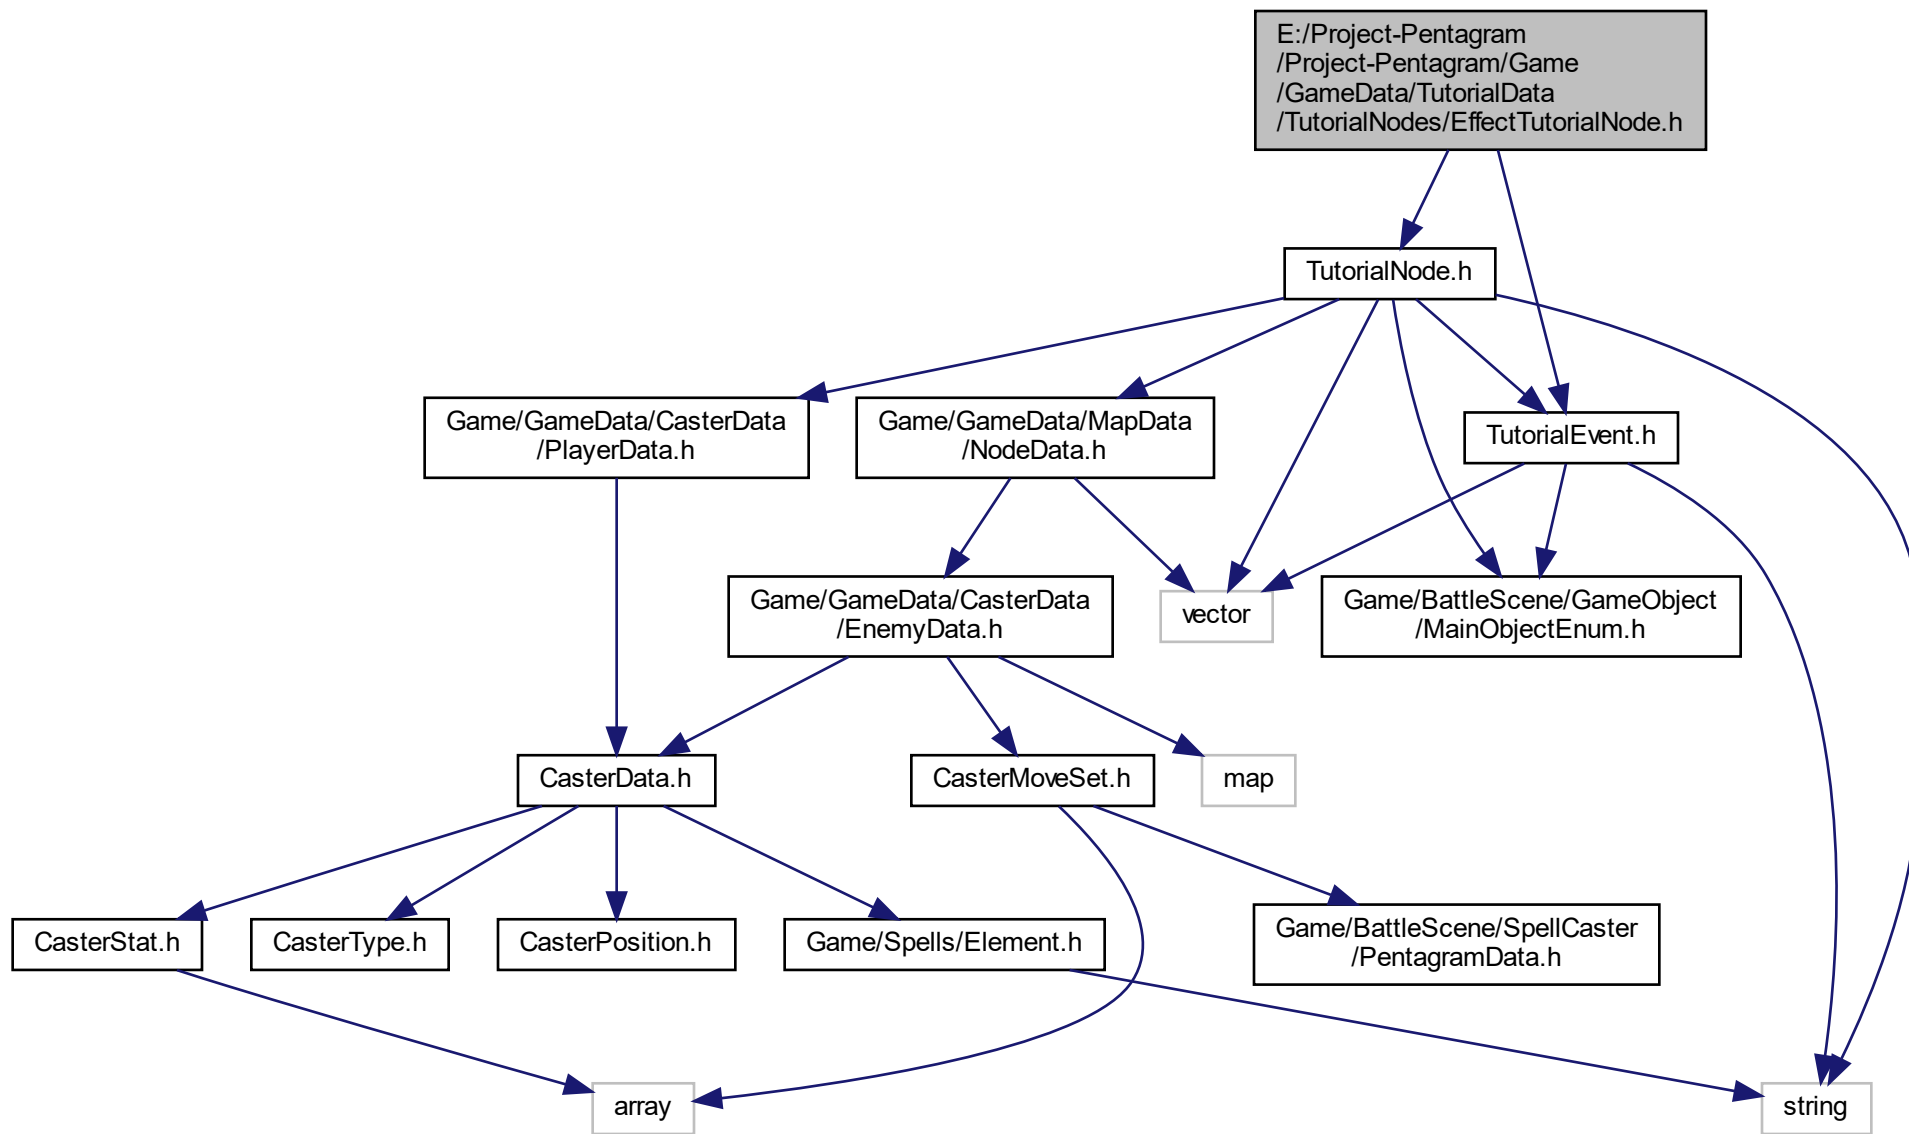 E:/Project-Pentagram
/Project-Pentagram/Game
/GameData/TutorialData
/TutorialNodes/EffectTutorialNode.h
TutorialNode.h
Game/GameData/CasterData
/PlayerData.h
Game/GameData/MapData
/NodeData.h
TutorialEvent.h
Game/GameData/CasterData
/EnemyData.h
vector
Game/BattleScene/GameObject
/MainObjectEnum.h
CasterData.h
CasterMoveSet.h
map
CasterStat.h
CasterType.h
CasterPosition.h
Game/Spells/Element.h
Game/BattleScene/SpellCaster
/PentagramData.h
array
string